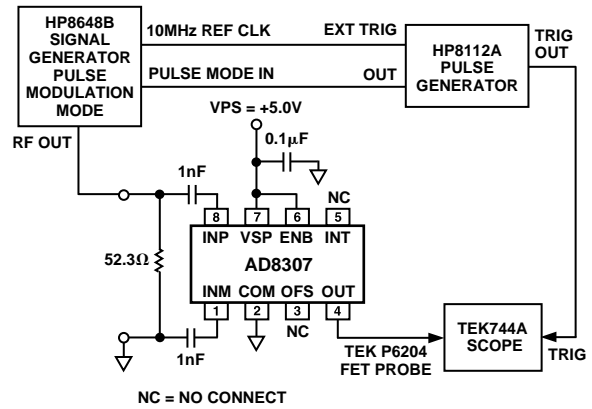 HP8648B
SIGNAL
GENERATOR
PULSE
MODULATION
MODE
10MHz REF CLK
EXT TRIG
PULSE MODE IN
OUT
HP8112A
PULSE
GENERATOR
TRIG
OUT
RF OUT
VPS = +5.0V
0.1μF
1nF
NC
8
7
6
5
INP
VSP
ENB
INT
AD8307
52.3Ω
INM
COM
OFS
OUT
1
2
3
4
NC
1nF
TEK P6204
FET PROBE
TEK744A
SCOPE
TRIG
NC = NO CONNECT